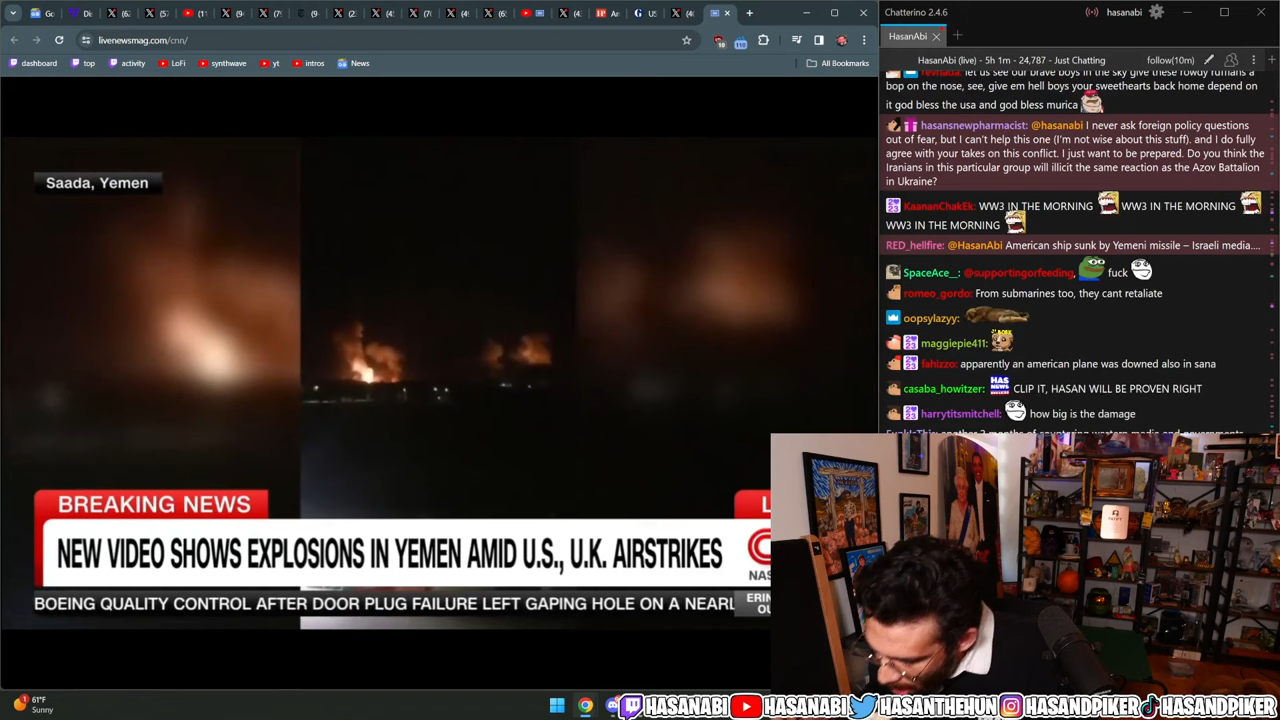 livenewsmag.com/cnn/
dashboard
top
activity
LoFi
synthwave
yt
intros
News
All Bookmarks
Saada, Yemen
BREAKING NEWS
NEW VIDEO SHOWS EXPLOSIONS IN YEMEN AMID U.S., U.K. AIRSTRIKES
BOEING QUALITY CONTROL AFTER DOOR PLUG FAILURE LEFT GAPING HOLE ON A NEARL
ERIN
OU
NAS
61°F
Sunny
Chatterino 2.4.6
hasanabi
HasanAbi
HasanAbi (live) - 5h 1m - 24,787 - Just Chatting
follow(10m)
let us see our brave boys in the sky give these rowdy rumans a
bop on the nose, see, give em hell boys your sweethearts back home depend on
it god bless the usa and god bless murica
hasansnewpharmacist: @hasanabi I never ask foreign policy questions
out of fear, but I can't help this one (I'm not wise about this stuff). and I do fully
agree with your takes on this conflict. I just want to be prepared. Do you think the
Iranians in this particular group will illicit the same reaction as the Azov Battalion
in Ukraine?
KaananChakEk: WW3 IN THE MORNING WW3 IN THE MORNING
WW3 IN THE MORNING
RED_hellfire: @HasanAbi American ship sunk by Yemeni missile – Israeli media....
SpaceAce__: @supportingorfeeding, fuck
romeo_gordo: From submarines too, they cant retaliate
oopsylazyy:
maggiepie411:
fahizzo: apparently an american plane was downed also in sana
casaba_howitzer: CLIP IT, HASAN WILL BE PROVEN RIGHT
harrytitsmitchell: how big is the damage
HASANABI
HASANABI
HASANTHEHUN
HASANDPIKER
HASANDPIKER